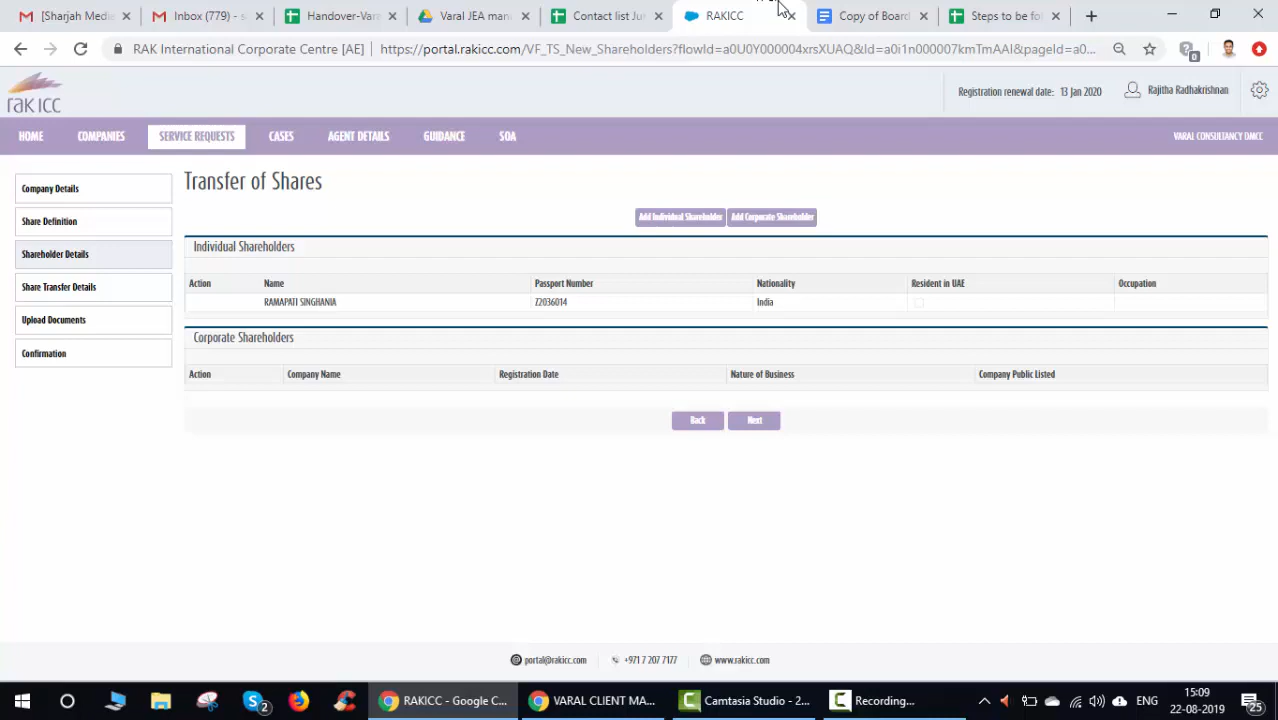 [Sharjah Media
Inbox (779) - s
Handover-Vara
Varal JEA man
Contact list Ju
RAKICC
Copy of Board
Steps to be fol
RAK International Corporate Centre [AE]
https://portal.rakicc.com/VF_TS_New_Shareholders?flowId=a0U0Y000004xrsXUAQ&Id=a0i1n000007kmTmAAI&pageId=a0...
0
rak icc
Registration renewal date: 13 Jan 2020
Rajitha Radhakrishnan
HOME
COMPANIES
SERVICE REQUESTS
CASES
AGENT DETAILS
GUIDANCE
SOA
VARAL CONSULTANCY DMCC
Company Details
Share Definition
Shareholder Details
Share Transfer Details
Upload Documents
Confirmation
Transfer of Shares
Add Individual Shareholder
Add Corporate Shareholder
Individual Shareholders
Action Name Passport Number Nationality Resident in UAE Occupation
RAMAPATI SINGHANIA Z2036014 India
Corporate Shareholders
Action Company Name Registration Date Nature of Business Company Public Listed
Back
Next
portal@rakicc.com
+971 7 207 7177
www.rakicc.com
2
RAKICC - Google C...
VARAL CLIENT MA...
Camtasia Studio - 2...
Recording...
ENG
15:09
22-08-2019
25